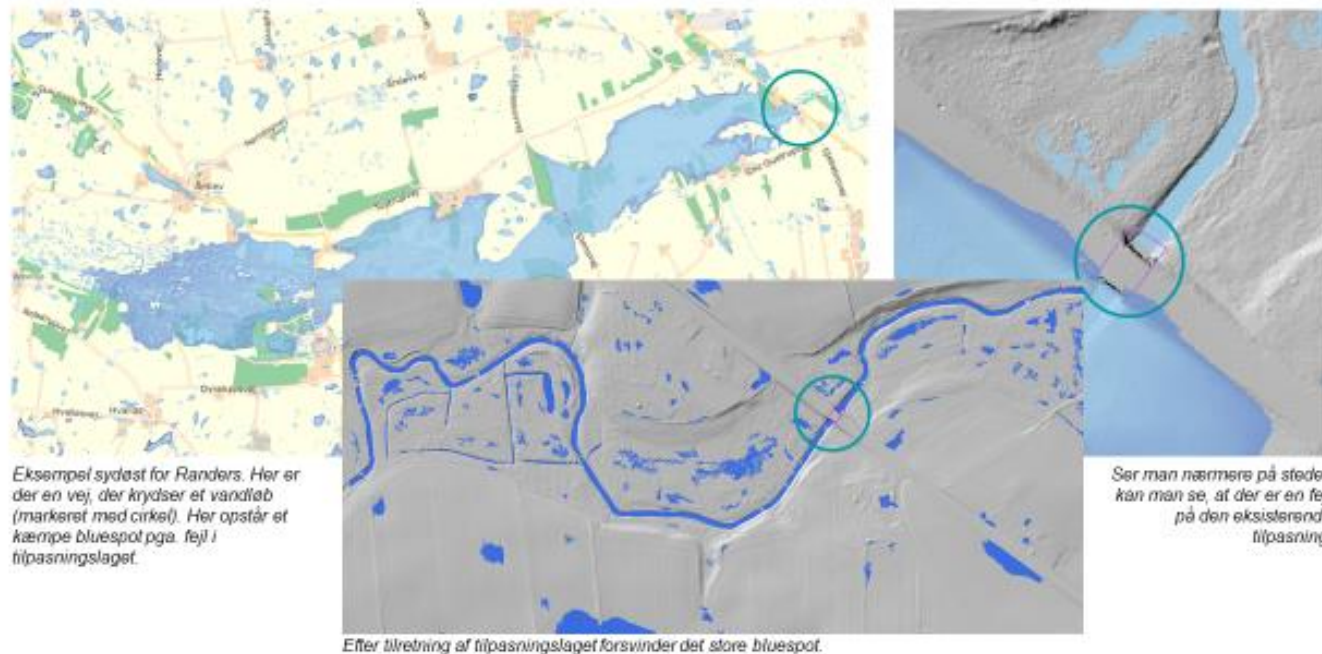 Eksempel sydøst for Randers. Her er
der en vej, der krydser et vandløb
(markeret med cirkel). Her opstår et
kæmpe bluespot pga. fejl i
tilpasningslaget.
Ser man nærmere på stede
kan man se, at der er en fe
på den eksisterend
tilpasning
Efter tilretning af tilpasningslaget forsvinder det store bluespot.